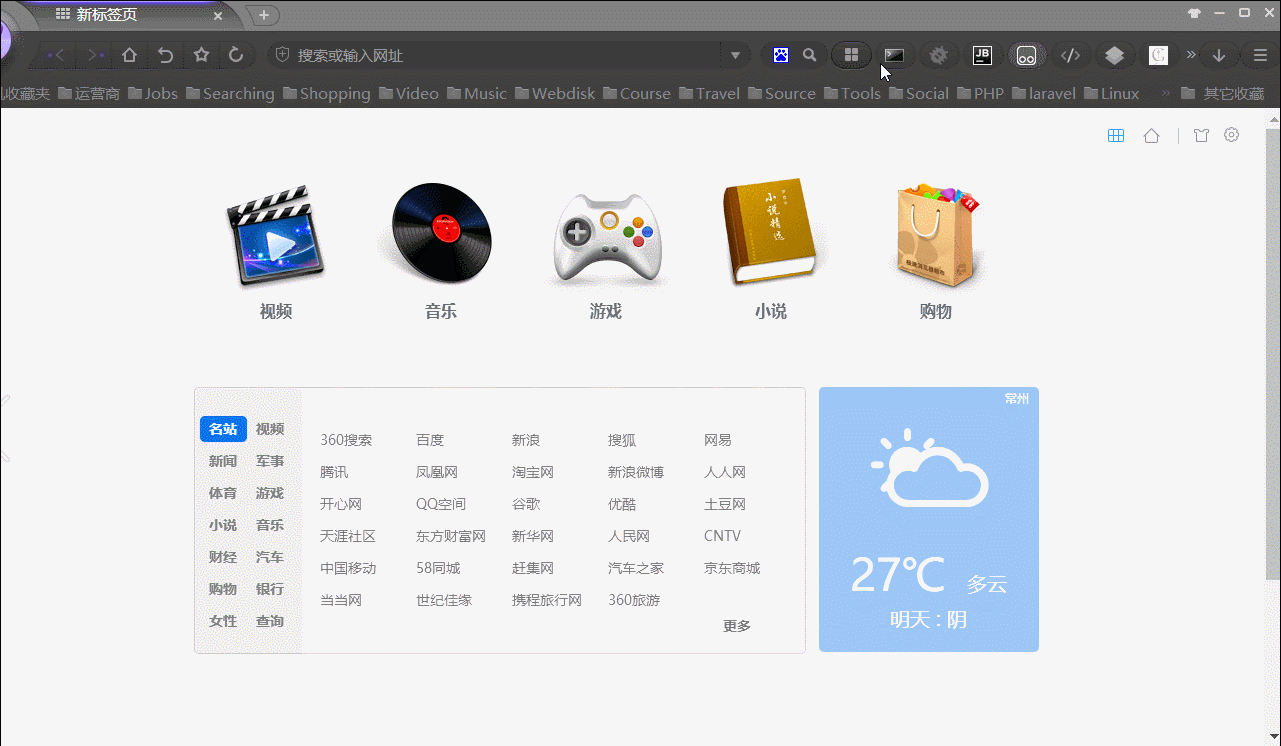 新标签页
搜索或输入网址
JB
收藏夹 运营商 Jobs Searching Shopping Video Music Webdisk Course Travel Source Tools Social PHP laravel Linux » 其它收藏
小说精选
视频 音乐 游戏 小说 购物
常州
名站 视频
新闻 军事
体育 游戏
小说 音乐
财经 汽车
购物 银行
女性 查询
360搜索 百度 新浪 搜狐 网易
腾讯 凤凰网 淘宝网 新浪微博 人人网
开心网 QQ空间 谷歌 优酷 土豆网
天涯社区 东方财富网 新华网 人民网 CNTV
中国移动 58同城 赶集网 汽车之家 京东商城
当当网 世纪佳缘 携程旅行网 360旅游
更多
27℃ 多云
明天 : 阴